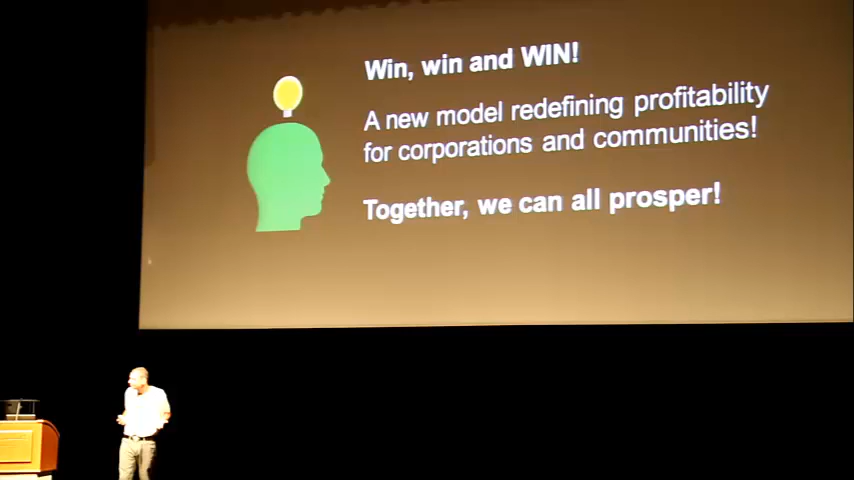 Win, win and WIN!
A new model redefining profitability
for corporations and communities!
Together, we can all prosper!